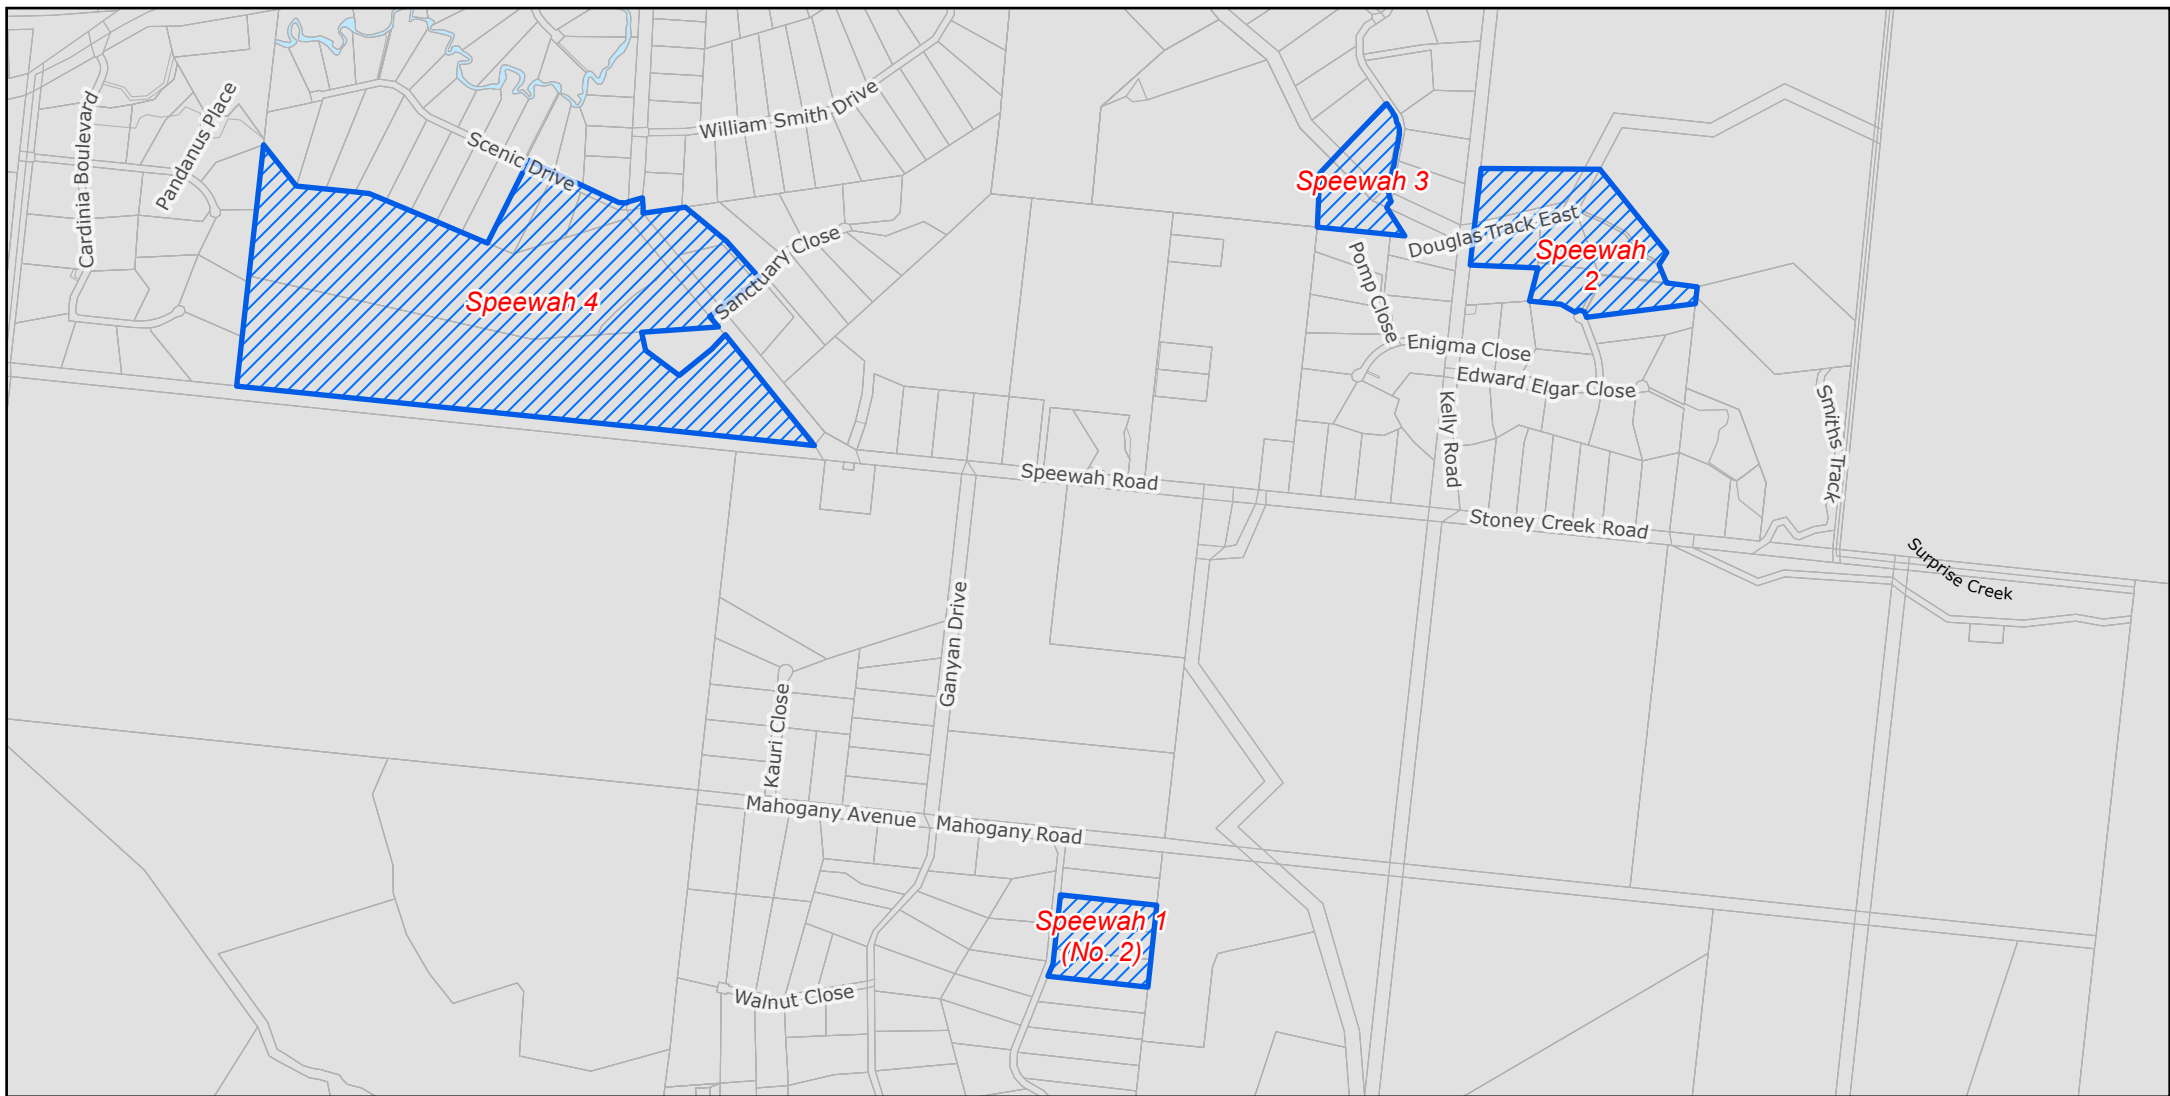 Cardinia Boulevard
Pandanus Place
Scenic Drive
William Smith Drive
Sanctuary Close
Speewah 4
Speewah 3
Speewah
2
Douglas Track East
Pomp Close
Enigma Close
Edward Elgar Close
Kelly Road
Smiths Track
Speewah Road
Stoney Creek Road
Surprise Creek
Ganyan Drive
Kauri Close
Mahogany Avenue
Mahogany Road
Speewah 1
(No. 2)
Walnut Close